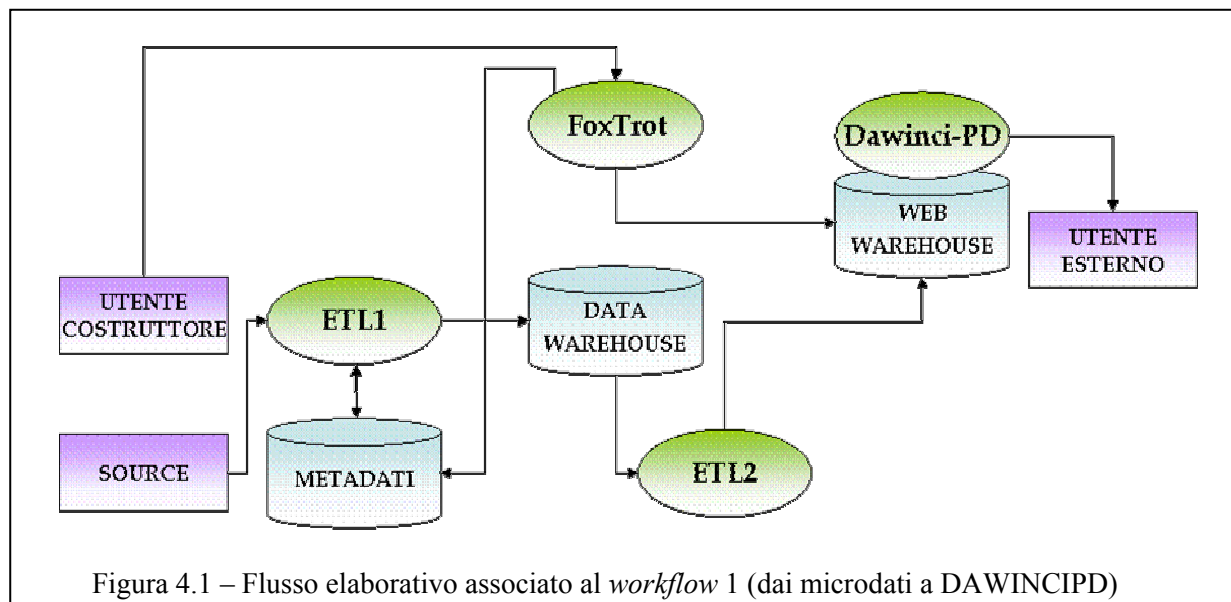 FoxTrot
Dawinci-PD
WEB
WAREHOUSE
UTENTE
ESTERNO
UTENTE
COSTRUTTORE
ETL1
DATA
WAREHOUSE
SOURCE
METADATI
ETL2
Figura 4.1 – Flusso elaborativo associato al workflow 1 (dai microdati a DAWINCIPD)